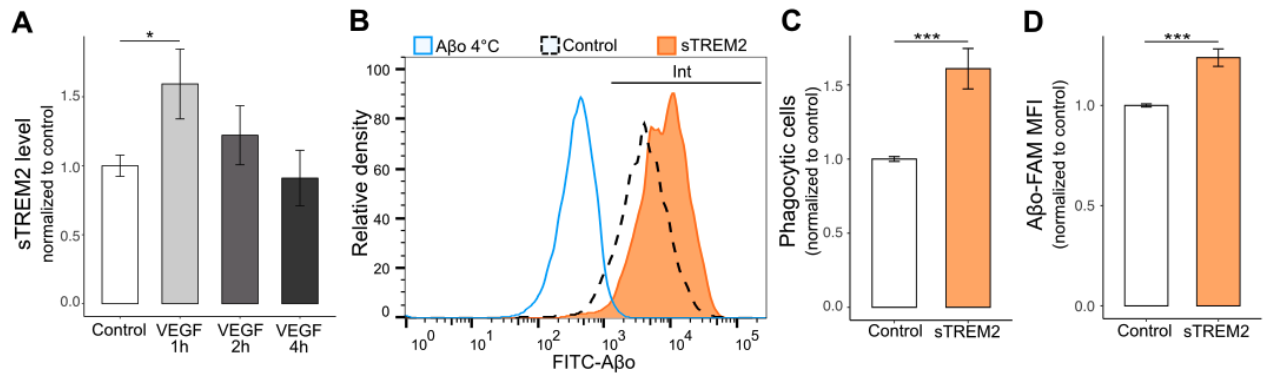 A
*
sTREM2 level
normalized to control
1.5
1.0
0.5
0.0
Control
VEGF
1h
VEGF
2h
VEGF
4h
B
Aβo 4°C
Control
sTREM2
Int
Relative density
100
80
60
40
20
0
10^0
10^1
10^2
10^3
10^4
10^5
FITC-Aβo
C
***
Phagocytic cells
(normalized to control)
1.5
1.0
0.5
0.0
Control
sTREM2
D
***
Aβo-FAM MFI
(normalized to control)
1.0
0.5
0.0
Control
sTREM2